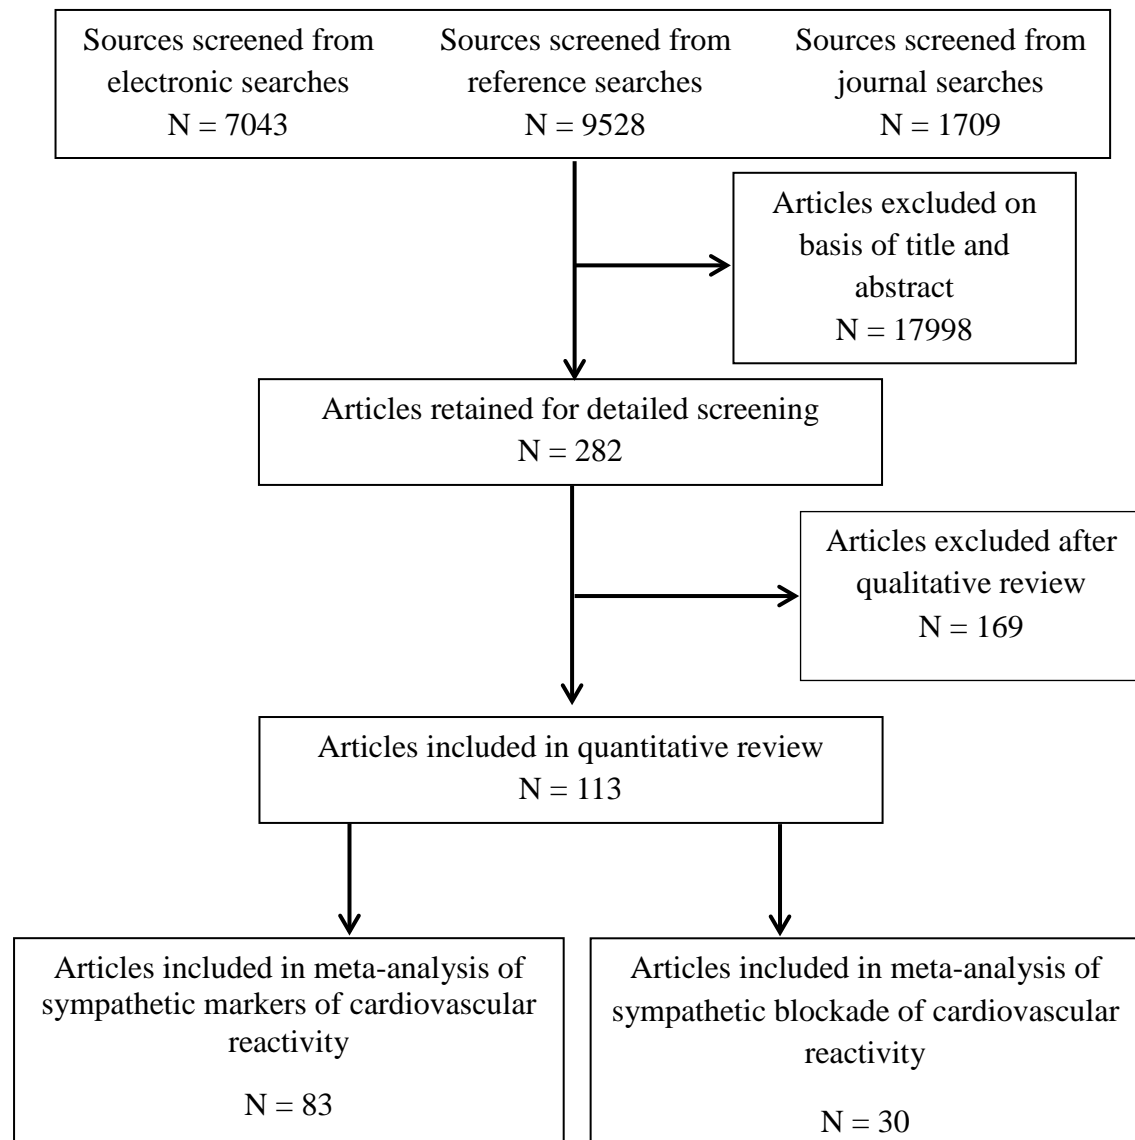 Sources screened from
electronic searches
N = 7043
Sources screened from
reference searches
N = 9528
Sources screened from
journal searches
N = 1709
Articles excluded on
basis of title and
abstract
N = 17998
Articles retained for detailed screening
N = 282
Articles excluded after
qualitative review
N = 169
Articles included in quantitative review
N = 113
Articles included in meta-analysis of
sympathetic markers of cardiovascular
reactivity
N = 83
Articles included in meta-analysis of
sympathetic blockade of cardiovascular
reactivity
N = 30